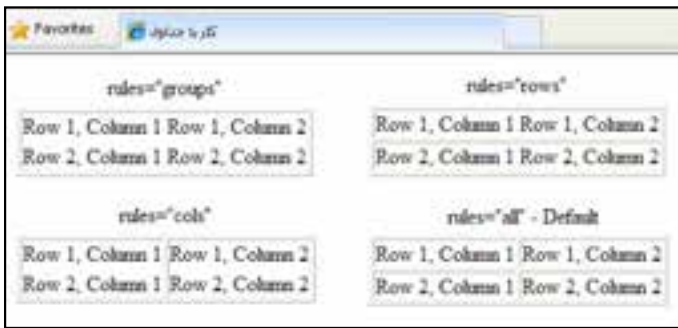 Favorites
کار با جداول
rules="groups"
Row 1, Column 1 Row 1, Column 2
Row 2, Column 1 Row 2, Column 2
rules="rows"
Row 1, Column 1 Row 1, Column 2
Row 2, Column 1 Row 2, Column 2
rules="cols"
Row 1, Column 1 Row 1, Column 2
Row 2, Column 1 Row 2, Column 2
rules="all" - Default
Row 1, Column 1 Row 1, Column 2
Row 2, Column 1 Row 2, Column 2